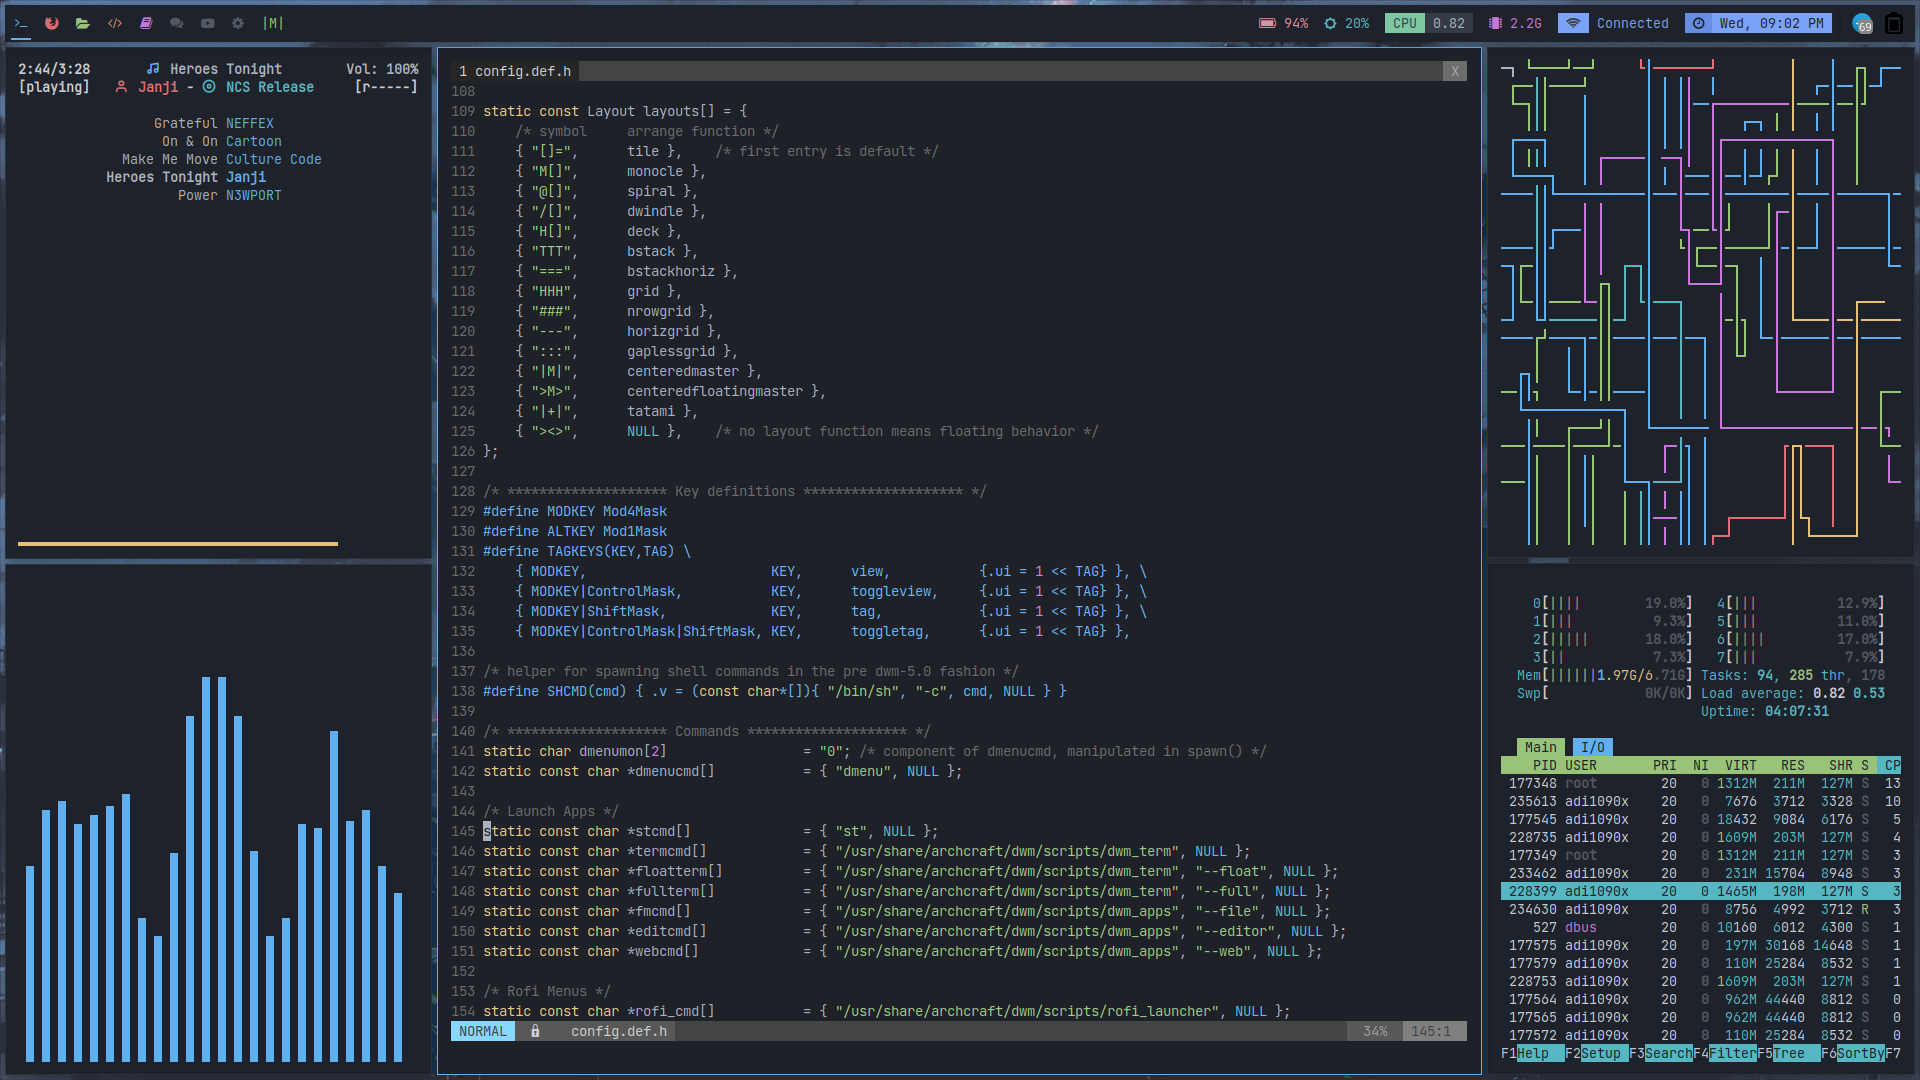 >_ </> |M| 94% 20% CPU 0.82 2.2G Connected Wed, 09:02 PM 69
2:44/3:28 Heroes Tonight Vol: 100%
[playing] Janji - NCS Release [r-----]
Grateful NEFFEX
On & On Cartoon
Make Me Move Culture Code
Heroes Tonight Janji
Power N3WPORT
1 config.def.h X
108
109 static const Layout layouts[] = {
110 /* symbol arrange function */
111 { "[]=", tile }, /* first entry is default */
112 { "M[]", monocle },
113 { "@[]", spiral },
114 { "/[]", dwindle },
115 { "H[]", deck },
116 { "TTT", bstack },
117 { "===", bstackhoriz },
118 { "HHH", grid },
119 { "###", nrowgrid },
120 { "---", horizgrid },
121 { ":::", gaplessgrid },
122 { "|M|", centeredmaster },
123 { ">M>", centeredfloatingmaster },
124 { "|+|", tatami },
125 { "><>", NULL }, /* no layout function means floating behavior */
126 };
127
128 /* ******************** Key definitions ******************** */
129 #define MODKEY Mod4Mask
130 #define ALTKEY Mod1Mask
131 #define TAGKEYS(KEY,TAG) \
132 { MODKEY, KEY, view, {.ui = 1 << TAG} }, \
133 { MODKEY|ControlMask, KEY, toggleview, {.ui = 1 << TAG} }, \
134 { MODKEY|ShiftMask, KEY, tag, {.ui = 1 << TAG} }, \
135 { MODKEY|ControlMask|ShiftMask, KEY, toggletag, {.ui = 1 << TAG} },
136
137 /* helper for spawning shell commands in the pre dwm-5.0 fashion */
138 #define SHCMD(cmd) { .v = (const char*[]){ "/bin/sh", "-c", cmd, NULL } }
139
140 /* ******************** Commands ******************** */
141 static char dmenumon[2] = "0"; /* component of dmenucmd, manipulated in spawn() */
142 static const char *dmenucmd[] = { "dmenu", NULL };
143
144 /* Launch Apps */
145 static const char *stcmd[] = { "st", NULL };
146 static const char *termcmd[] = { "/usr/share/archcraft/dwm/scripts/dwm_term", NULL };
147 static const char *floatterm[] = { "/usr/share/archcraft/dwm/scripts/dwm_term", "--float", NULL };
148 static const char *fullterm[] = { "/usr/share/archcraft/dwm/scripts/dwm_term", "--full", NULL };
149 static const char *fmcmd[] = { "/usr/share/archcraft/dwm/scripts/dwm_apps", "--file", NULL };
150 static const char *editcmd[] = { "/usr/share/archcraft/dwm/scripts/dwm_apps", "--editor", NULL };
151 static const char *webcmd[] = { "/usr/share/archcraft/dwm/scripts/dwm_apps", "--web", NULL };
152
153 /* Rofi Menus */
154 static const char *rofi_cmd[] = { "/usr/share/archcraft/dwm/scripts/rofi_launcher", NULL };
NORMAL config.def.h 34% 145:1
0[|||| 19.0%] 4[||| 12.9%]
1[||| 9.3%] 5[||| 11.0%]
2[||||| 18.0%] 6[|||| 17.0%]
3[|| 7.3%] 7[||| 7.9%]
Mem[||||||1.97G/6.71G] Tasks: 94, 285 thr, 178
Swp[ 0K/0K] Load average: 0.82 0.53
Uptime: 04:07:31
Main I/O
PID USER PRI NI VIRT RES SHR S CP
177348 root 20 0 1312M 211M 127M S 13
235613 adi1090x 20 0 7676 3712 3328 S 10
177545 adi1090x 20 0 18432 9084 6176 S 5
228735 adi1090x 20 0 1609M 203M 127M S 4
177349 root 20 0 1312M 211M 127M S 3
233462 adi1090x 20 0 231M 15704 8948 S 3
228399 adi1090x 20 0 1465M 198M 127M S 3
234630 adi1090x 20 0 8756 4992 3712 R 3
527 dbus 20 0 10160 6012 4300 S 1
177575 adi1090x 20 0 197M 30168 14648 S 1
177579 adi1090x 20 0 110M 25284 8532 S 1
228753 adi1090x 20 0 1609M 203M 127M S 1
177564 adi1090x 20 0 962M 44440 8812 S 0
177565 adi1090x 20 0 962M 44440 8812 S 0
177572 adi1090x 20 0 110M 25284 8532 S 0
F1Help F2Setup F3SearchF4FilterF5Tree F6SortByF7